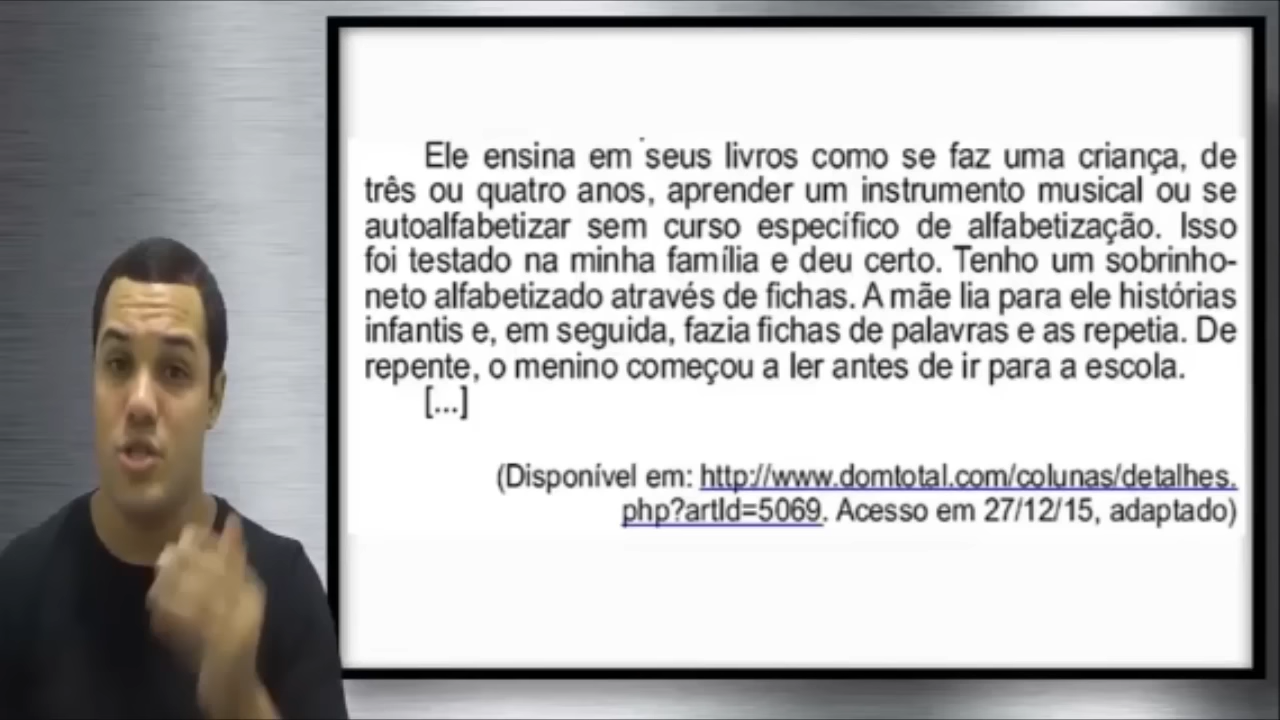 Ele ensina em seus livros como se faz uma criança, de
três ou quatro anos, aprender um instrumento musical ou se
autoalfabetizar sem curso específico de alfabetização. Isso
foi testado na minha família e deu certo. Tenho um sobrinho-
neto alfabetizado através de fichas. A mãe lia para ele histórias
infantis e, em seguida, fazia fichas de palavras e as repetia. De
repente, o menino começou a ler antes de ir para a escola.
[...]
(Disponível em: http://www.domtotal.com/colunas/detalhes.
php?artId=5069. Acesso em 27/12/15, adaptado)